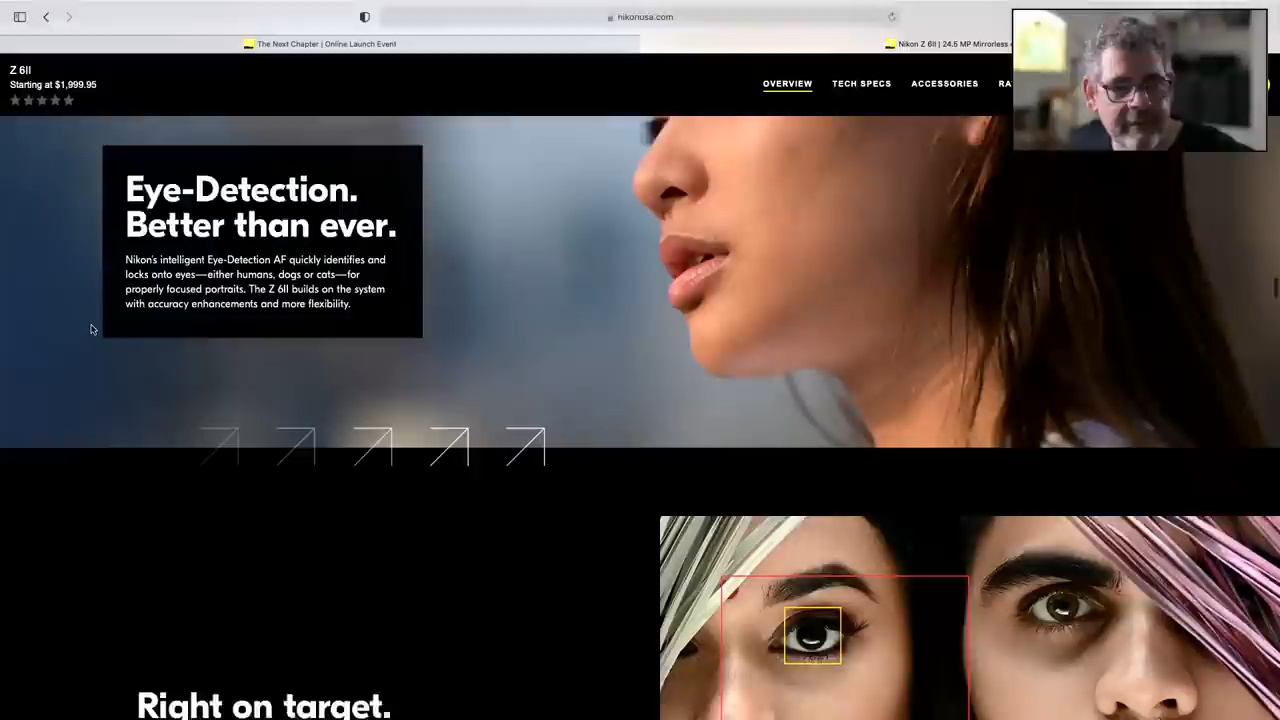 nikonusa.com
The Next Chapter | Online Launch Event
Nikon Z 6II | 24.5 MP Mirrorless
Z 6II
Starting at $1,999.95
OVERVIEW
TECH SPECS
ACCESSORIES
RA
Eye-Detection.
Better than ever.
Nikon's intelligent Eye-Detection AF quickly identifies and
locks onto eyes—either humans, dogs or cats—for
properly focused portraits. The Z 6II builds on the system
with accuracy enhancements and more flexibility.
Right on target.